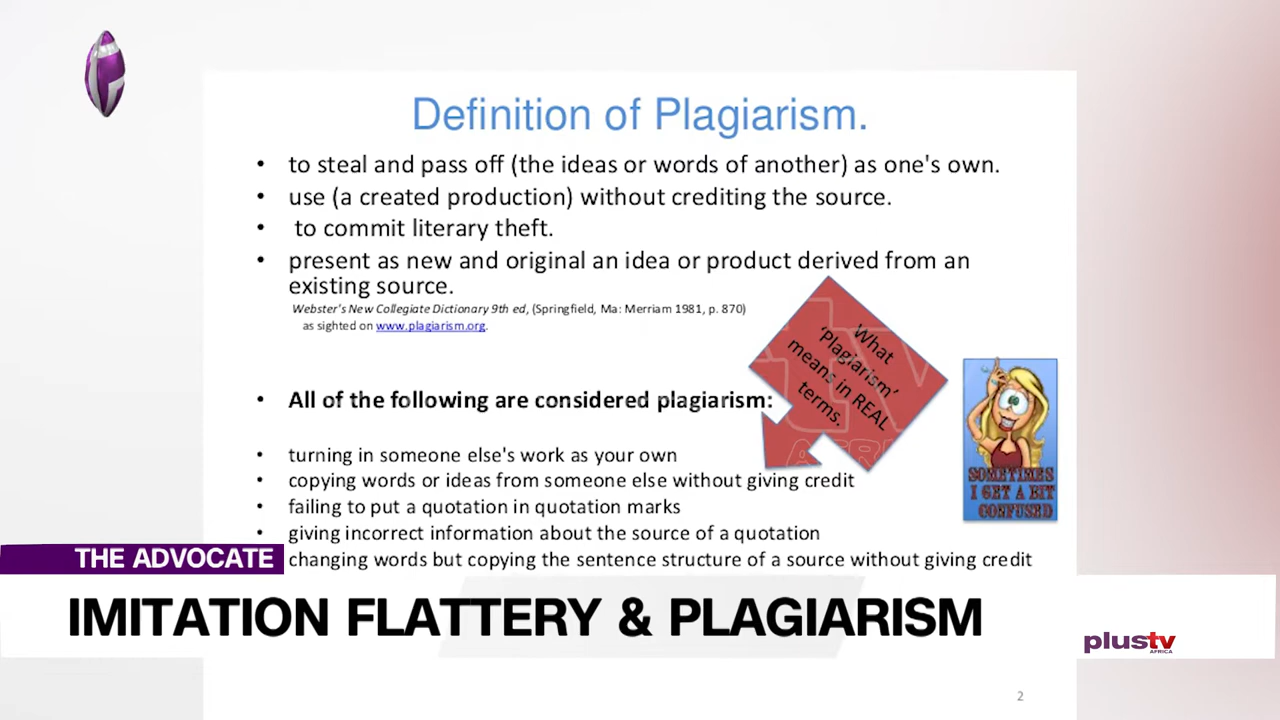 Definition of Plagiarism.
• to steal and pass off (the ideas or words of another) as one's own.
• use (a created production) without crediting the source.
• to commit literary theft.
• present as new and original an idea or product derived from an
existing source.
Webster's New Collegiate Dictionary 9th ed, (Springfield, Ma: Merriam 1981, p. 870)
as sighted on www.plagiarism.org.
What
‘Plagiarism’
means in REAL
terms.
• All of the following are considered plagiarism:
• turning in someone else's work as your own
• copying words or ideas from someone else without giving credit
• failing to put a quotation in quotation marks
• giving incorrect information about the source of a quotation
changing words but copying the sentence structure of a source without giving credit
SOMETIMES
I GET A BIT
CONFUSED
THE ADVOCATE
IMITATION FLATTERY & PLAGIARISM
plustv
AFRICA
2